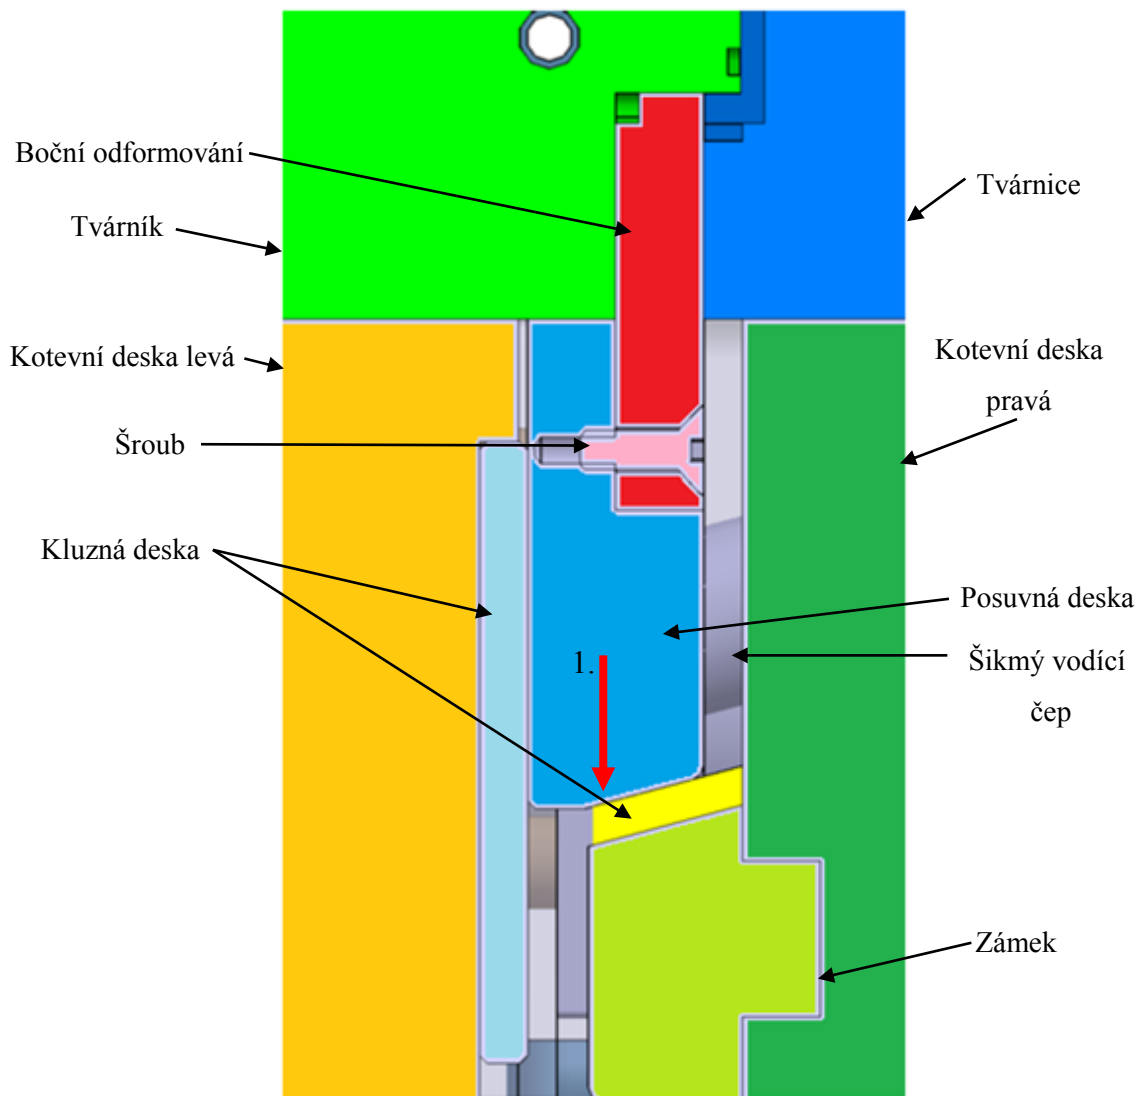 Boční odformování
Tvárnice
Tvárník
Kotevní deska levá
Kotevní deska
pravá
Šroub
Kluzná deska
Posuvná deska
1.
Šikmý vodící
čep
Zámek